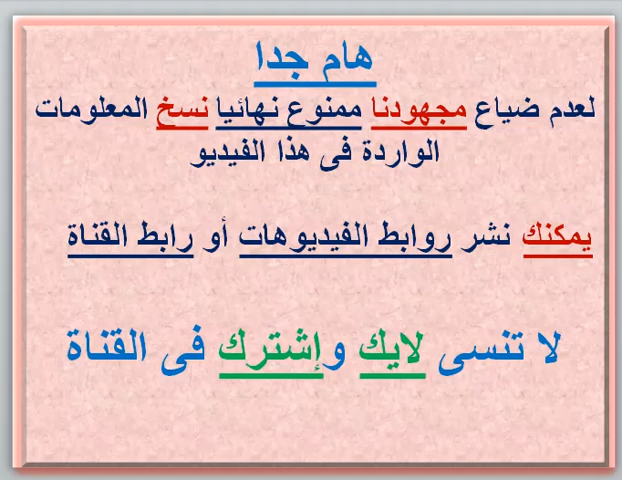 هام جدا
لعدم ضياع مجهودنا ممنوع نهائيا نسخ المعلومات
الواردة فى هذا الفيديو
يمكنك نشر روابط الفيديوهات أو رابط القناة
لا تنسى لايك وإشترك فى القناة